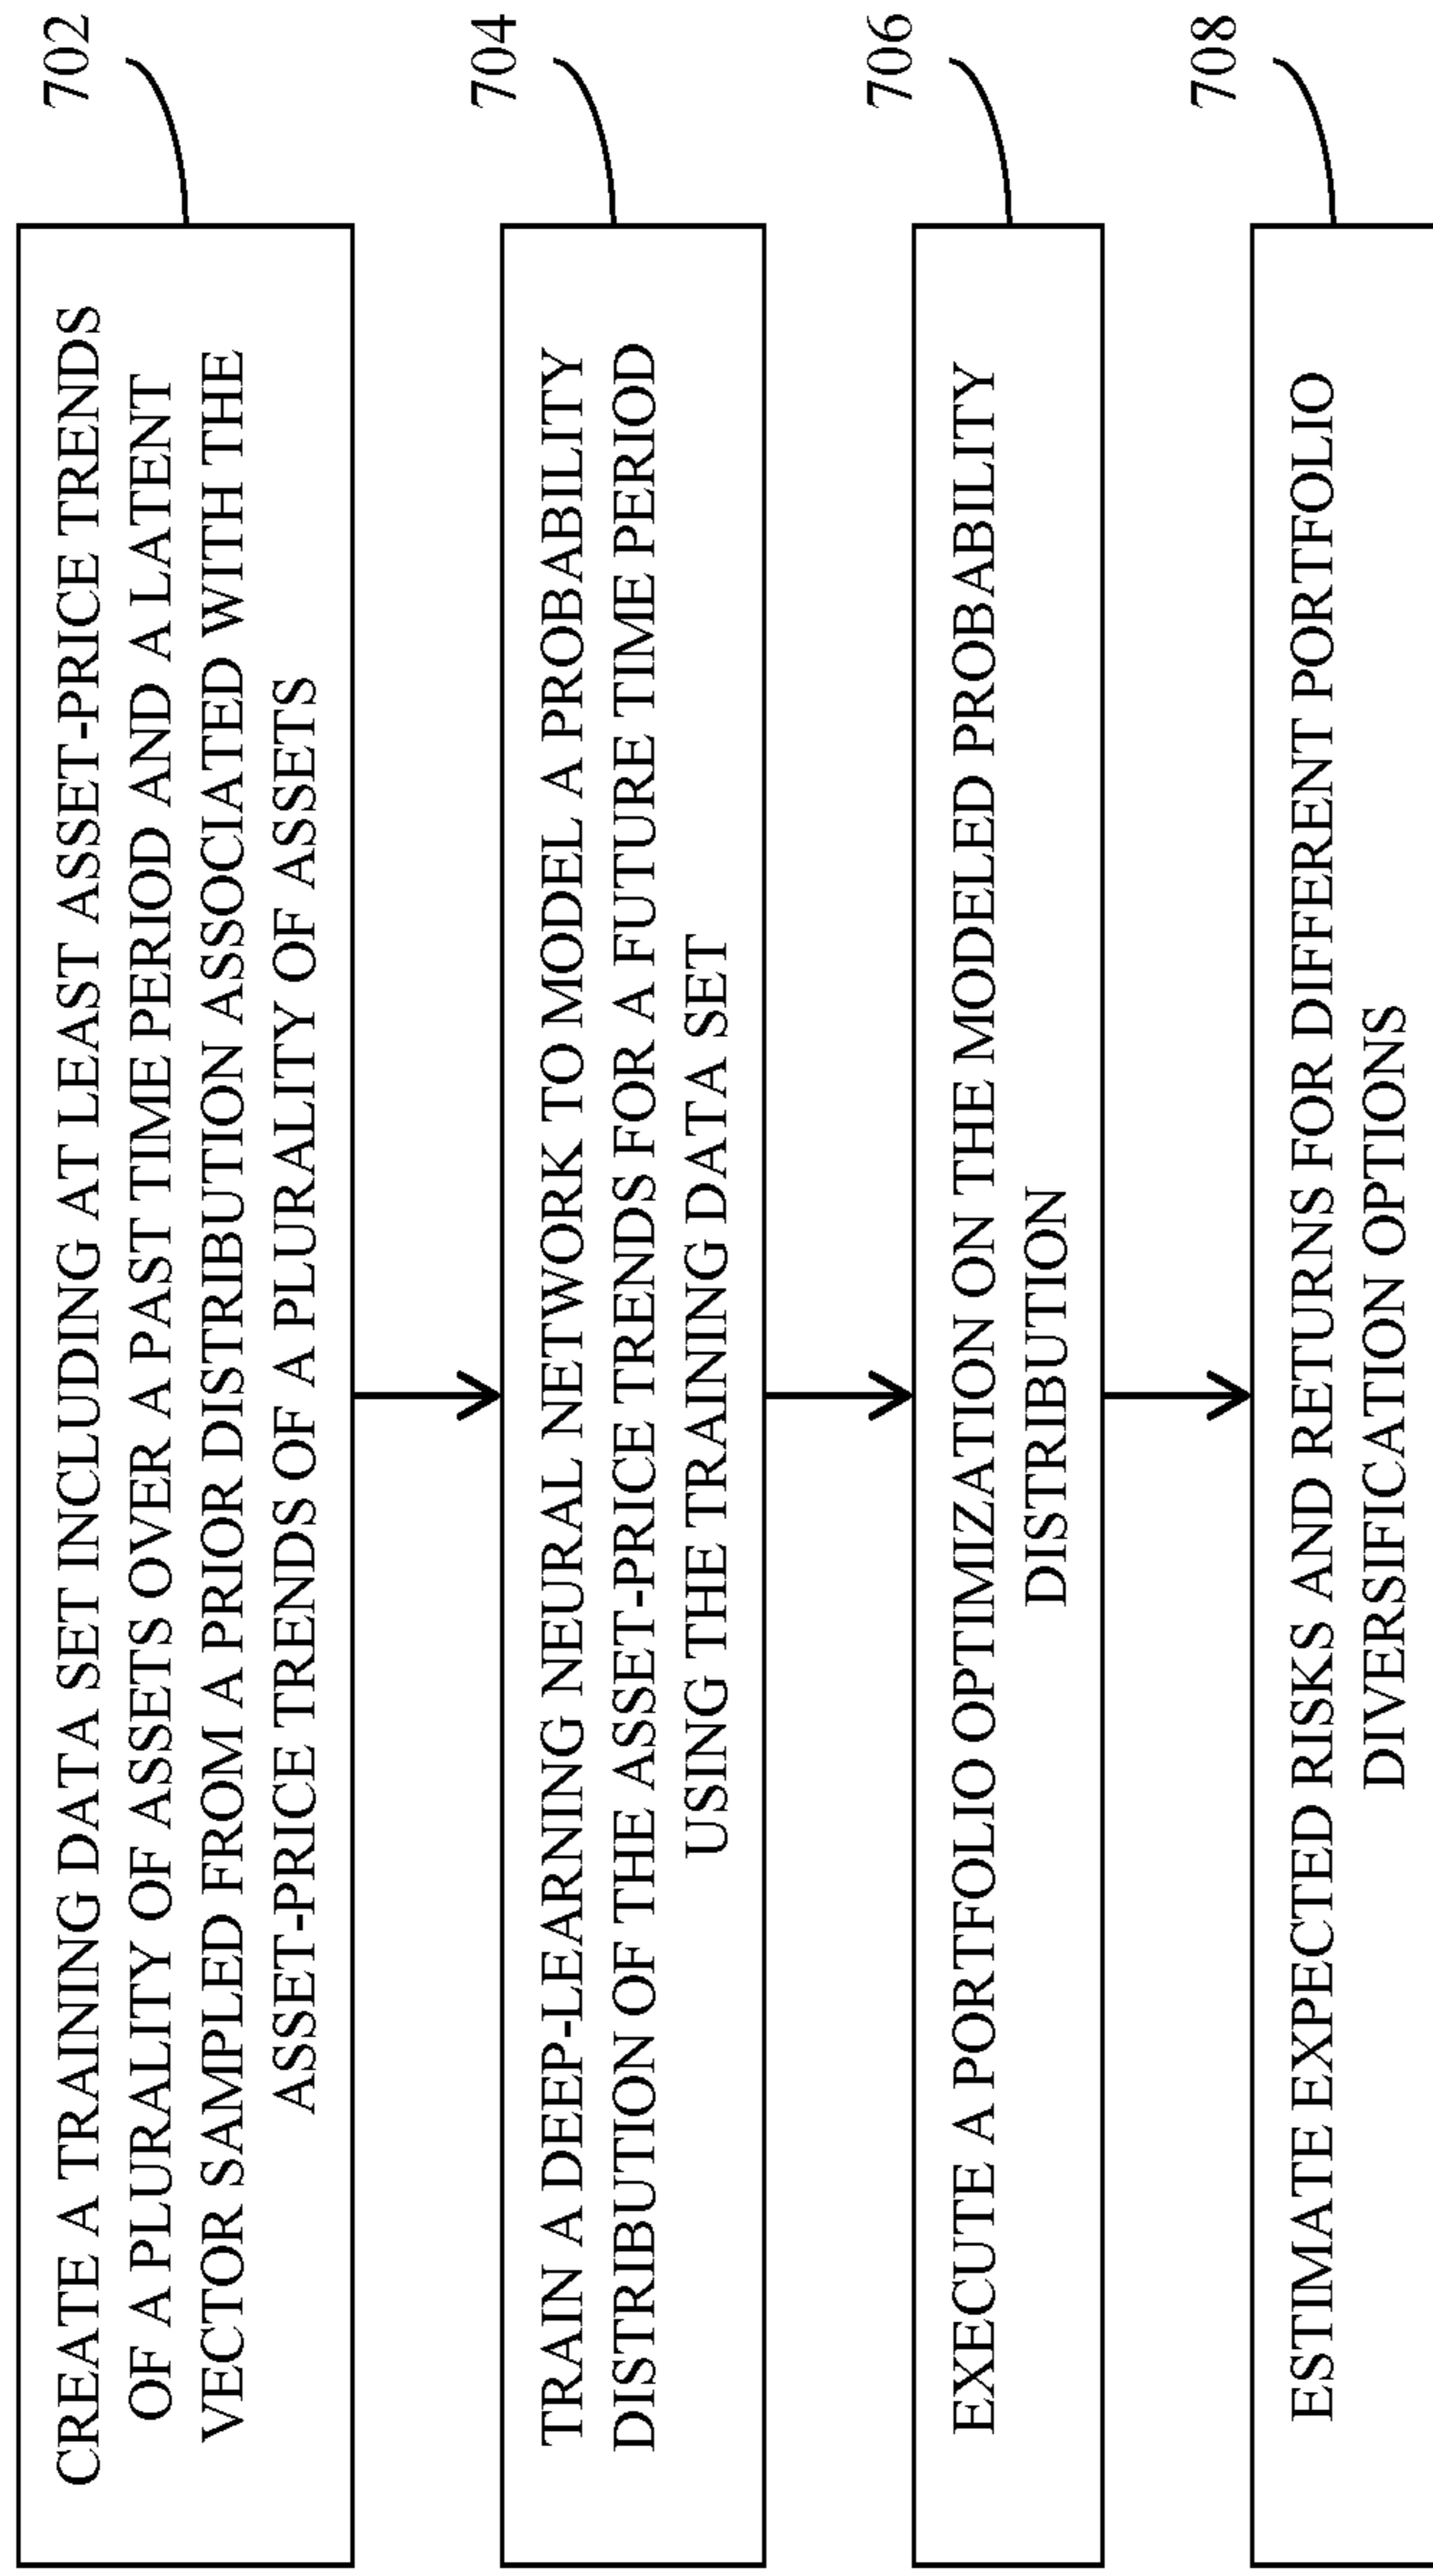 702
CREATE A TRAINING DATA SET INCLUDING AT LEAST ASSET-PRICE TRENDS
OF A PLURALITY OF ASSETS OVER A PAST TIME PERIOD AND A LATENT
VECTOR SAMPLED FROM A PRIOR DISTRIBUTION ASSOCIATED WITH THE
ASSET-PRICE TRENDS OF A PLURALITY OF ASSETS
704
TRAIN A DEEP-LEARNING NEURAL NETWORK TO MODEL A PROBABILITY
DISTRIBUTION OF THE ASSET-PRICE TRENDS FOR A FUTURE TIME PERIOD
USING THE TRAINING DATA SET
706
EXECUTE A PORTFOLIO OPTIMIZATION ON THE MODELED PROBABILITY
DISTRIBUTION
708
ESTIMATE EXPECTED RISKS AND RETURNS FOR DIFFERENT PORTFOLIO
DIVERSIFICATION OPTIONS